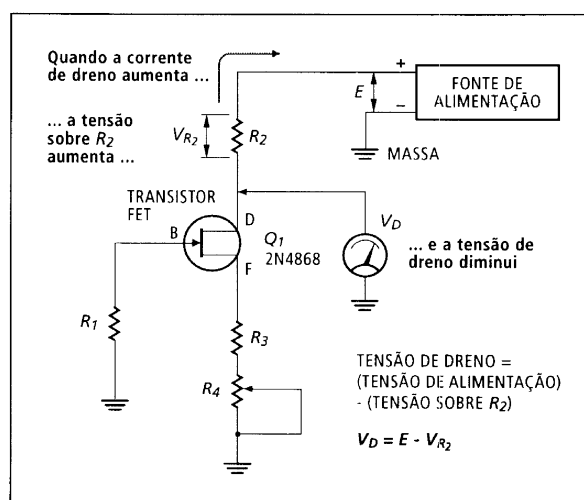 Quando a corrente
de dreno aumenta ...
... a tensão
sobre R2
aumenta ...
VR2
R2
E
+
−
FONTE DE
ALIMENTAÇÃO
MASSA
TRANSISTOR
FET
D
B
F
Q1
2N4868
VD
... e a tensão de
dreno diminui
R1
R3
R4
TENSÃO DE DRENO =
(TENSÃO DE ALIMENTAÇÃO)
- (TENSÃO SOBRE R2)
VD = E - VR2